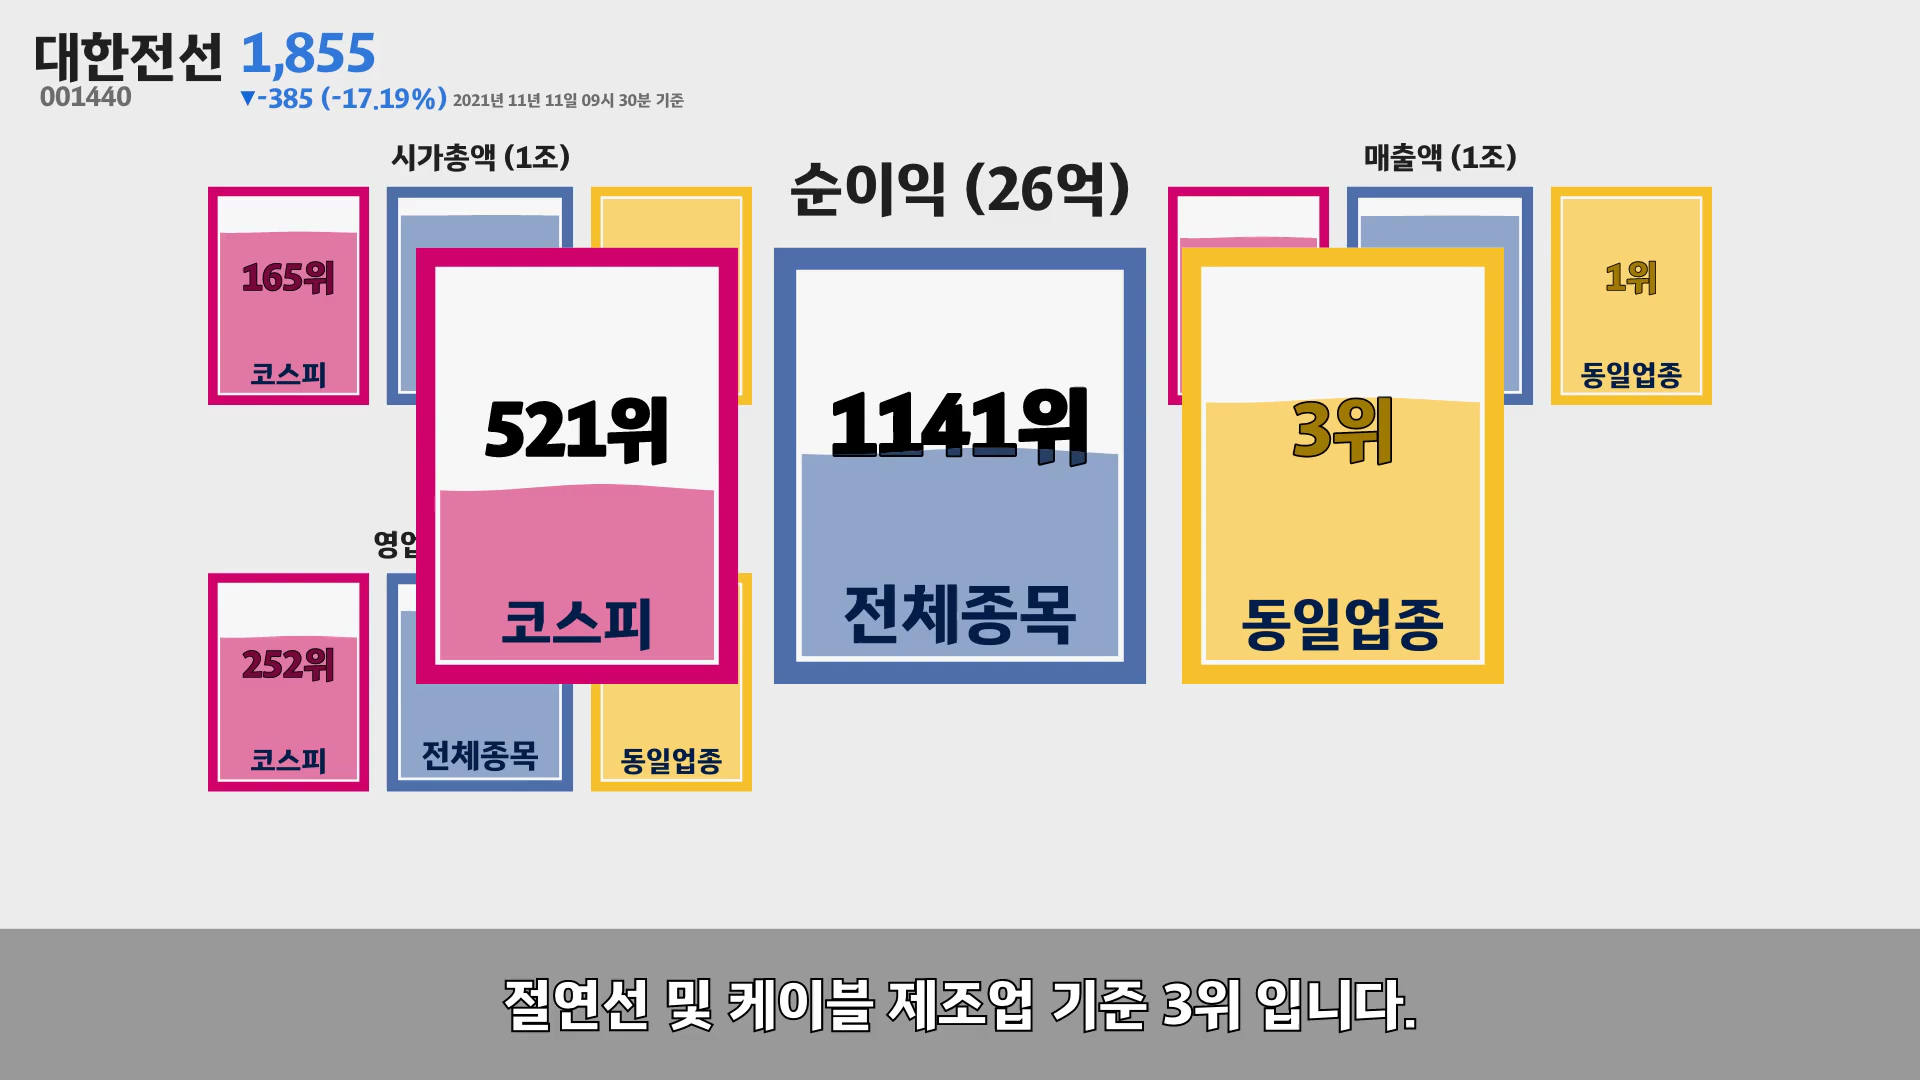 대한전선 1,855
001440
▼-385 (-17.19%) 2021년 11년 11일 09시 30분 기준
시가총액 (1조)
165위
코스피
순이익 (26억)
521위
코스피
1141위
전체종목
3위
동일업종
매출액 (1조)
1위
동일업종
영업
252위
코스피
전체종목
동일업종
절연선 및 케이블 제조업 기준 3위 입니다.